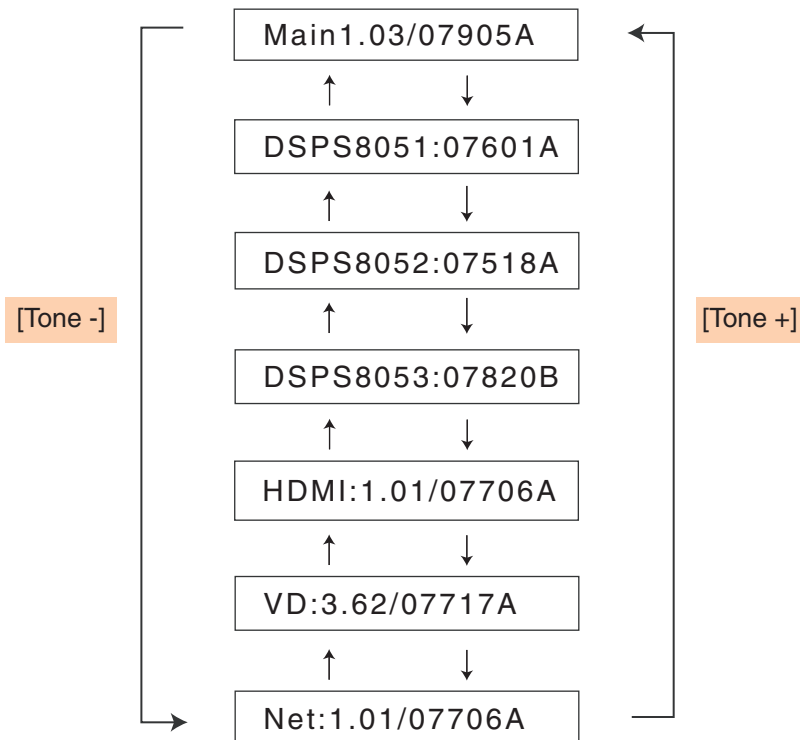 Main1.03/07905A
DSPS8051:07601A
DSPS8052:07518A
[Tone -]
[Tone +]
DSPS8053:07820B
HDMI:1.01/07706A
VD:3.62/07717A
Net:1.01/07706A